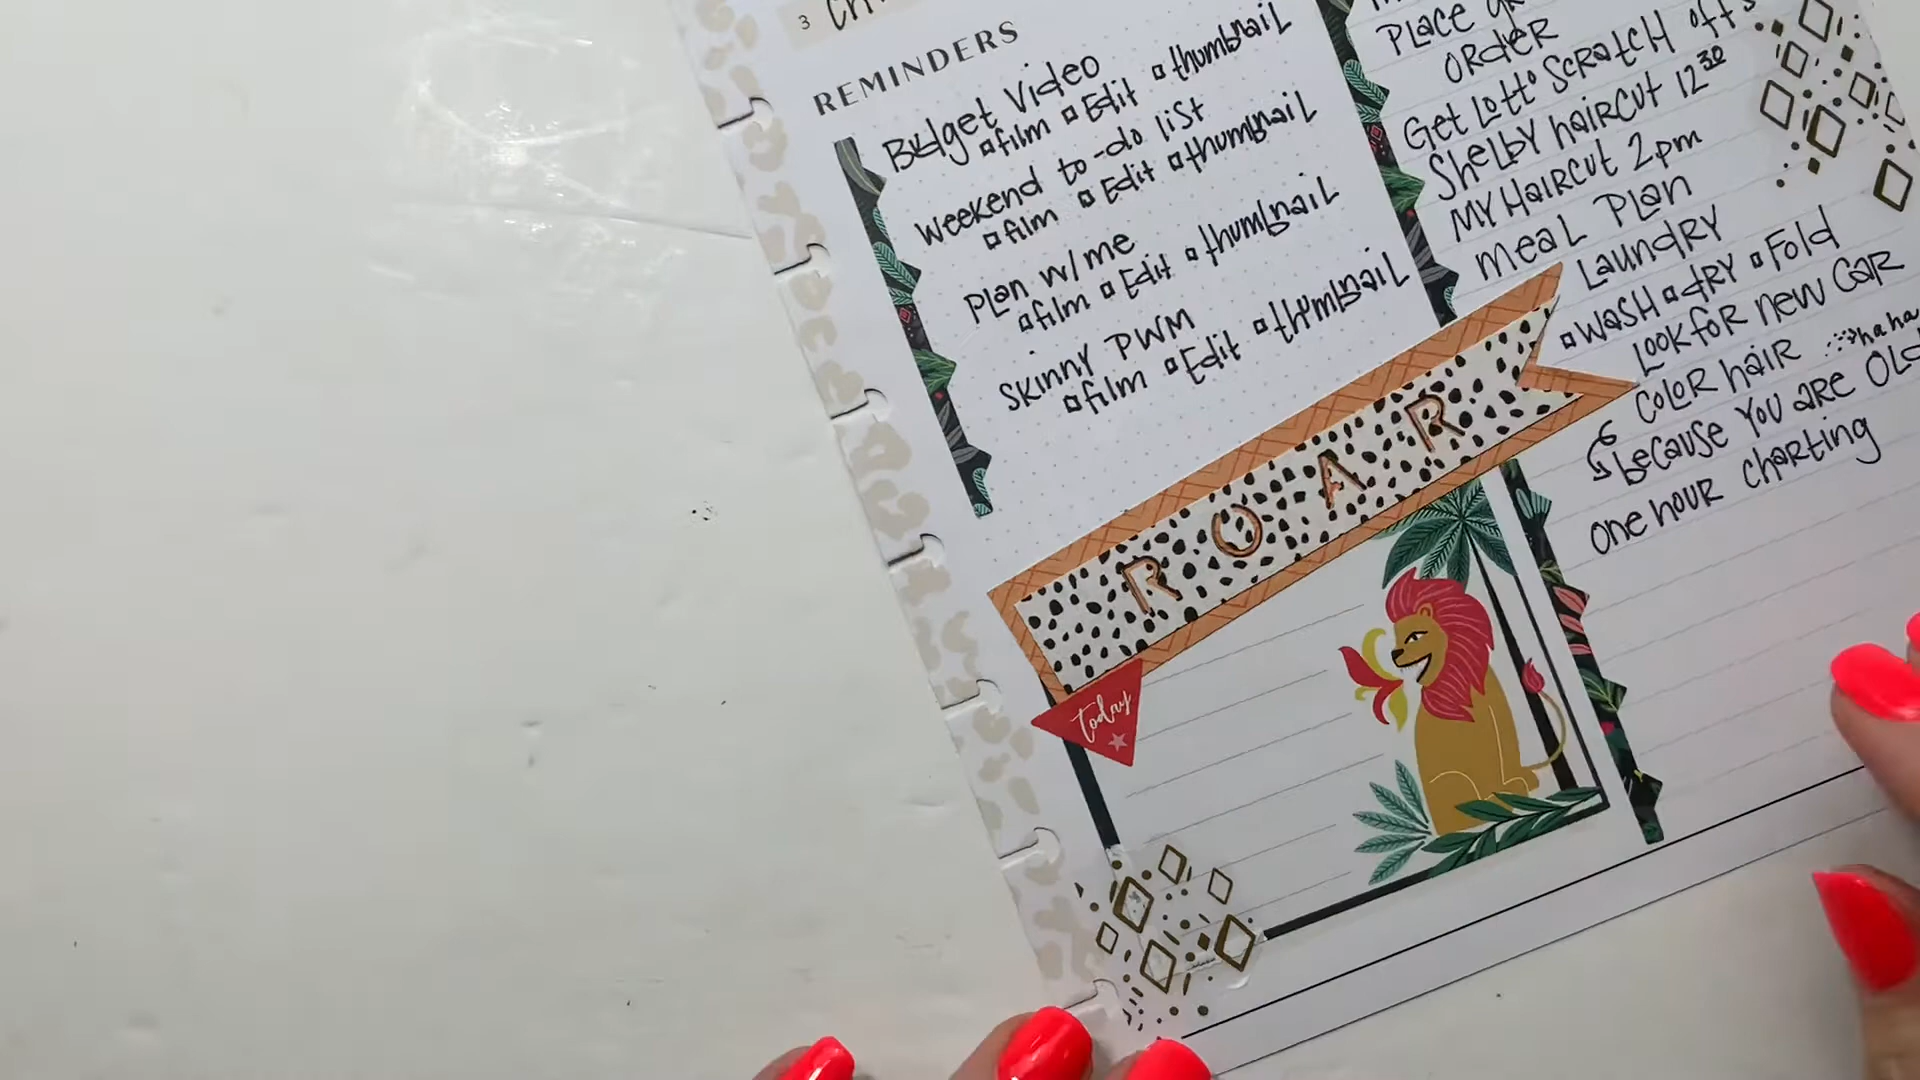 3
REMINDERS
Budget Video
film Edit thumbnail
Weekend to-do list
film Edit thumbnail
Plan w/me
film Edit thumbnail
Skinny PWM
film Edit thumbnail
ROAR
today
PLACE
ORDER
Get Lotto Scratch offs
Shelby haircut 12 30
MY HAIRCUT 2pm
meal Plan
Laundry
WASH dry Fold
Look for new car
Color hair haha
because you are OLD
one hour charting